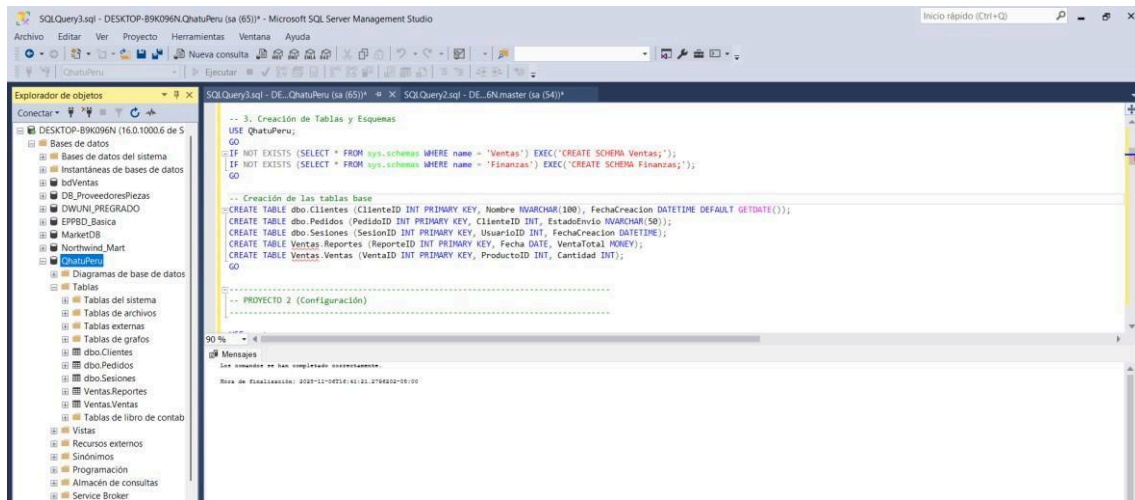 SQLQuery3.sql - DESKTOP-B9K096N.QhatuPeru (sa (65))* - Microsoft SQL Server Management Studio
Inicio rápido (Ctrl+Q)
Archivo Editar Ver Proyecto Herramientas Ventana Ayuda
Nueva consulta
QhatuPeru
Ejecutar
Explorador de objetos
SQLQuery3.sql - DE...QhatuPeru (sa (65))*
SQLQuery2.sql - DE...6N.master (sa (54))*
Conectar
DESKTOP-B9K096N (16.0.1000.6 de S
Bases de datos
Bases de datos del sistema
Instantáneas de bases de datos
bdVentas
DB_ProveedoresPiezas
DWUNI_PREGRADO
EPPBD_Basica
MarketDB
Northwind_Mart
QhatuPeru
Diagramas de base de datos
Tablas
Tablas del sistema
Tablas de archivos
Tablas externas
Tablas de grafos
dbo.Clientes
dbo.Pedidos
dbo.Sesiones
Ventas.Reportes
Ventas.Ventas
Tablas de libro de contab
Vistas
Recursos externos
Sinónimos
Programación
Almacén de consultas
Service Broker
-- 3. Creación de Tablas y Esquemas
USE QhatuPeru;
GO
IF NOT EXISTS (SELECT * FROM sys.schemas WHERE name = 'Ventas') EXEC('CREATE SCHEMA Ventas;');
IF NOT EXISTS (SELECT * FROM sys.schemas WHERE name = 'Finanzas') EXEC('CREATE SCHEMA Finanzas;');
GO
-- Creación de las tablas base
CREATE TABLE dbo.Clientes (ClienteID INT PRIMARY KEY, Nombre NVARCHAR(100), FechaCreacion DATETIME DEFAULT GETDATE());
CREATE TABLE dbo.Pedidos (PedidoID INT PRIMARY KEY, ClienteID INT, EstadoEnvio NVARCHAR(50));
CREATE TABLE dbo.Sesiones (SesionID INT PRIMARY KEY, UsuarioID INT, FechaCreacion DATETIME);
CREATE TABLE Ventas.Reportes (ReporteID INT PRIMARY KEY, Fecha DATE, VentaTotal MONEY);
CREATE TABLE Ventas.Ventas (VentaID INT PRIMARY KEY, ProductoID INT, Cantidad INT);
GO
-- PROYECTO 2 (Configuración)
90 %
Mensajes
Los comandos se han completado correctamente.